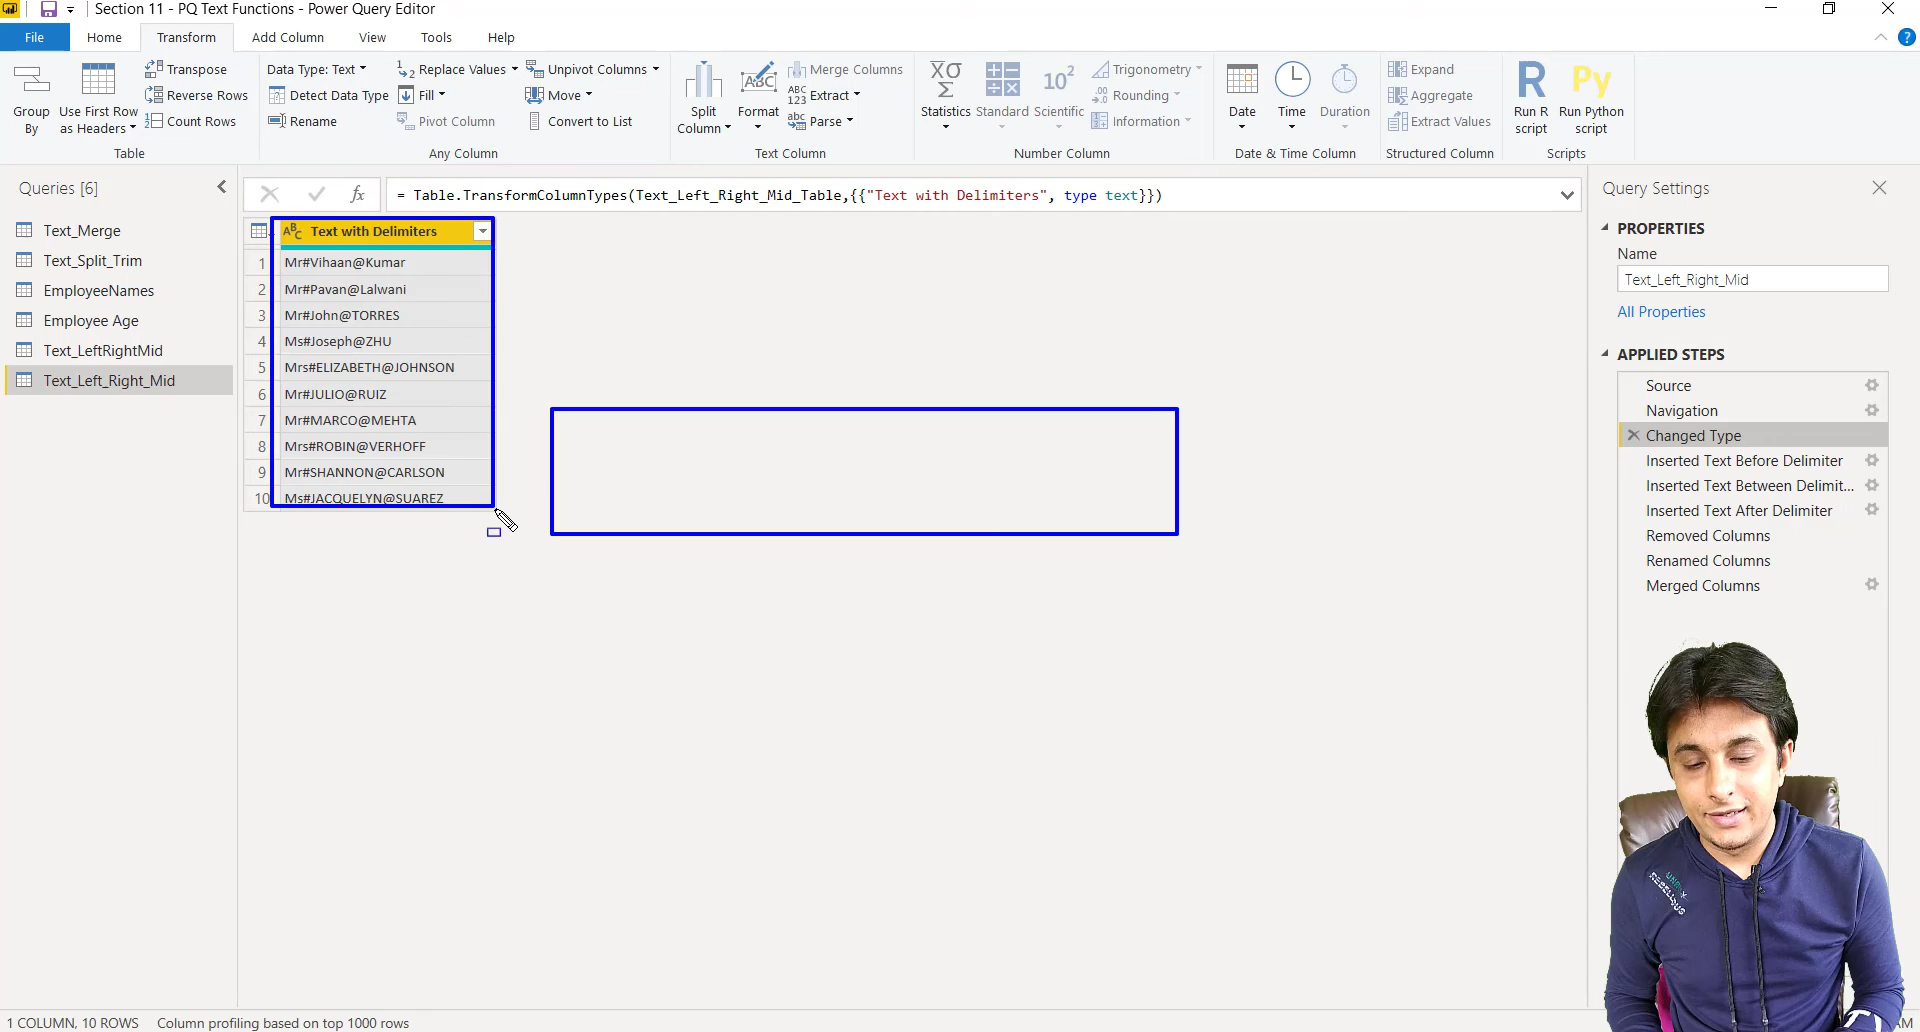 Section 11 - PQ Text Functions - Power Query Editor
File Home Transform Add Column View Tools Help
Group By
Use First Row as Headers
Transpose
Reverse Rows
Count Rows
Table
Data Type: Text
Detect Data Type
Rename
Replace Values
Fill
Pivot Column
Unpivot Columns
Move
Convert to List
Any Column
Split Column
Format
Merge Columns
Extract
Parse
Text Column
Statistics
Standard
Scientific
Trigonometry
Rounding
Information
Number Column
Date
Time
Duration
Date & Time Column
Expand
Aggregate
Extract Values
Structured Column
Run R script
Run Python script
Scripts
Queries [6]
Text_Merge
Text_Split_Trim
EmployeeNames
Employee Age
Text_LeftRightMid
Text_Left_Right_Mid
= Table.TransformColumnTypes(Text_Left_Right_Mid_Table,{{"Text with Delimiters", type text}})
Text with Delimiters
1 Mr#Vihaan@Kumar
2 Mr#Pavan@Lalwani
3 Mr#John@TORRES
4 Ms#Joseph@ZHU
5 Mrs#ELIZABETH@JOHNSON
6 Mr#JULIO@RUIZ
7 Mr#MARCO@MEHTA
8 Mrs#ROBIN@VERHOFF
9 Mr#SHANNON@CARLSON
10 Ms#JACQUELYN@SUAREZ
Query Settings
PROPERTIES
Name
Text_Left_Right_Mid
All Properties
APPLIED STEPS
Source
Navigation
Changed Type
Inserted Text Before Delimiter
Inserted Text Between Delimit...
Inserted Text After Delimiter
Removed Columns
Renamed Columns
Merged Columns
1 COLUMN, 10 ROWS Column profiling based on top 1000 rows
AM